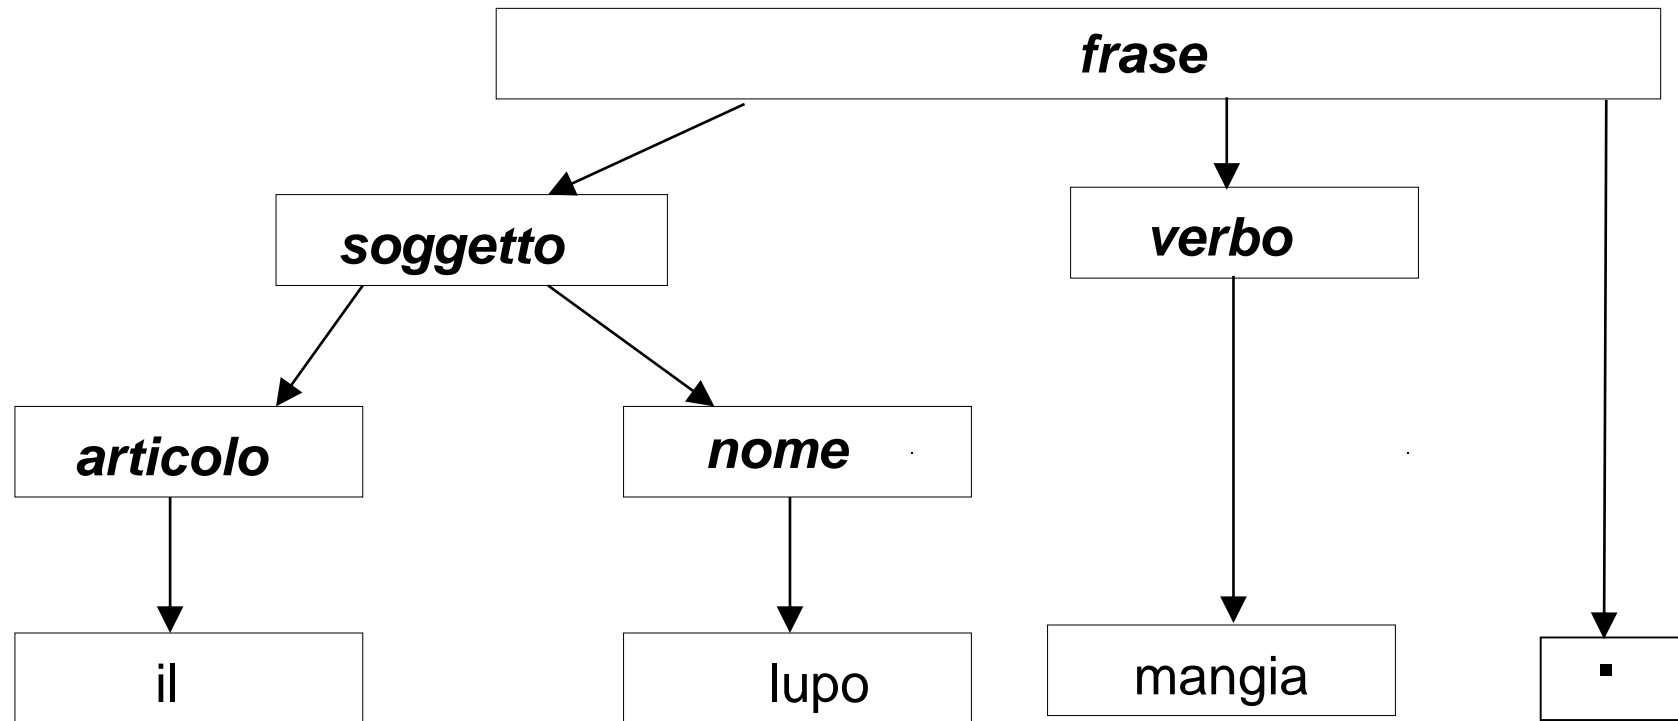 frase
soggetto
verbo
articolo
nome
il
lupo
mangia
.